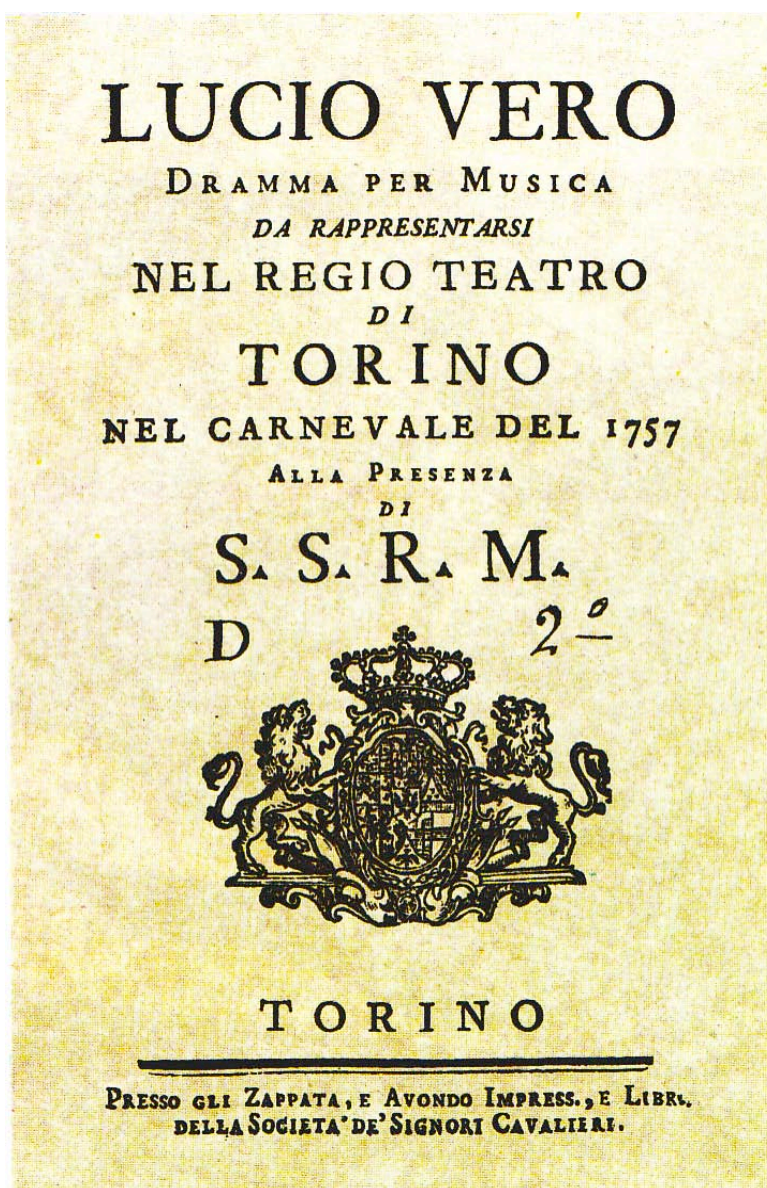 LUCIO VERO
DRAMMA PER MUSICA
DA RAPPRESENTARSI
NEL REGIO TEATRO
DI
TORINO
NEL CARNEVALE DEL 1757
ALLA PRESENZA
DI
S. S. R. M.
D 2º
TORINO
PRESSO GLI ZAPPATA, E AVONDO IMPRESS., E LIBR.
DELLA SOCIETA' DE' SIGNORI CAVALIERI.